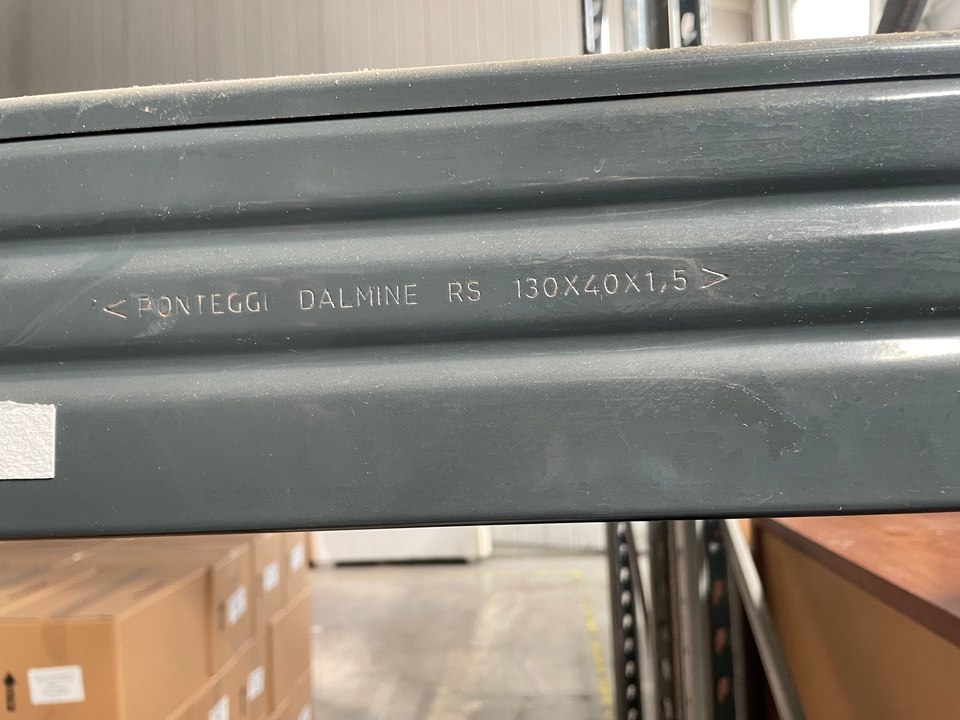 < PONTEGGI DALMINE RS 130X40X1,5 >